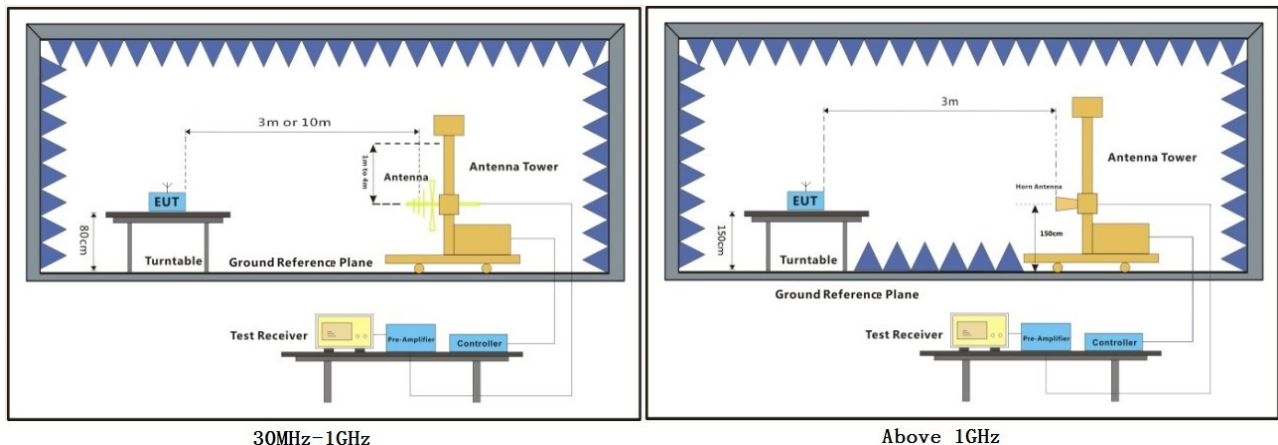 3m or 10m
1m to 4m
Antenna
Antenna Tower
EUT
80cm
Turntable
Ground Reference Plane
Test Receiver
Pre-Amplifier
Controller
30MHz-1GHz
3m
Antenna Tower
Horn Antenna
EUT
150cm
150cm
Turntable
Ground Reference Plane
Test Receiver
Pre-Amplifier
Controller
Above 1GHz